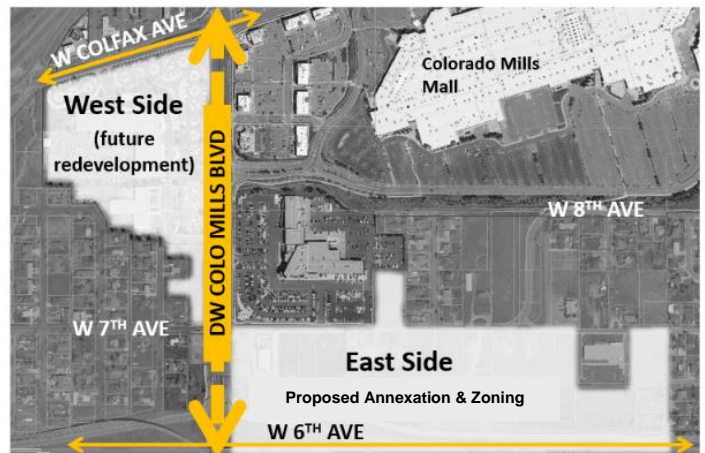 W COLFAX AVE
Colorado Mills
Mall
West Side
(future
redevelopment)
DW COLO MILLS BLVD
W 8TH AVE
W 7TH AVE
East Side
Proposed Annexation & Zoning
W 6TH AVE